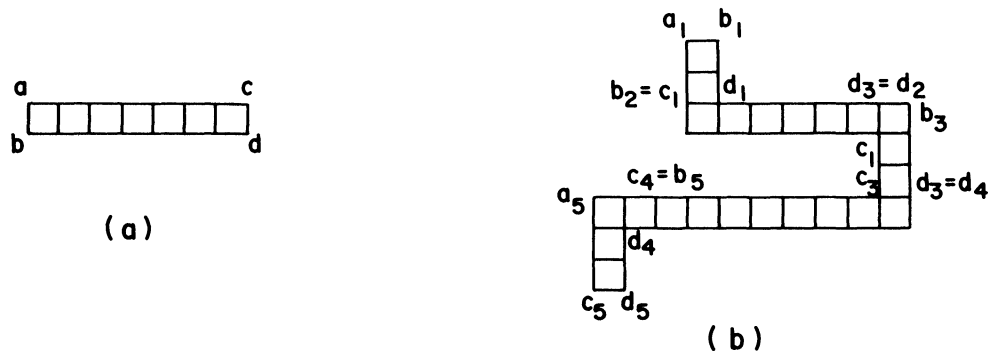 a c
b d
(a)
a₁ b₁
b₂ = c₁ d₁ d₃ = d₂
b₃
c₁
c₄ = b₅ c₃ d₃ = d₄
a₅
d₄
c₅ d₅
(b)